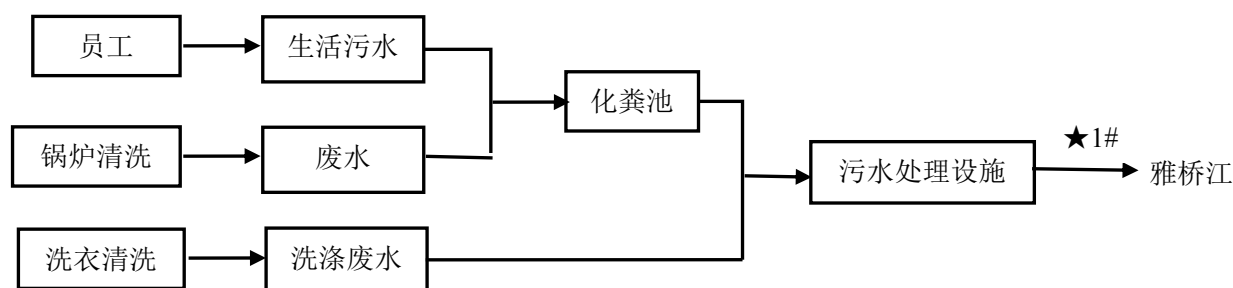 员工
生活污水
化粪池
锅炉清洗
废水
★1#
污水处理设施
雅桥江
洗衣清洗
洗涤废水